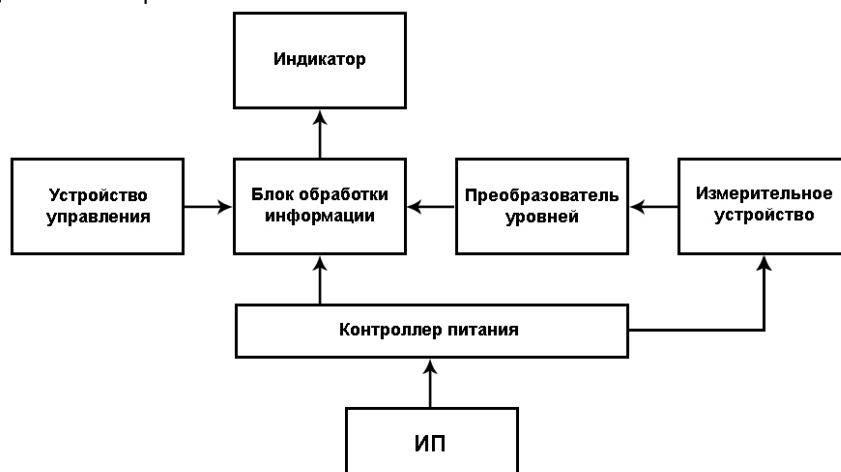 Индикатор
Устройство
управления
Блок обработки
информации
Преобразователь
уровней
Измерительное
устройство
Контроллер питания
ИП